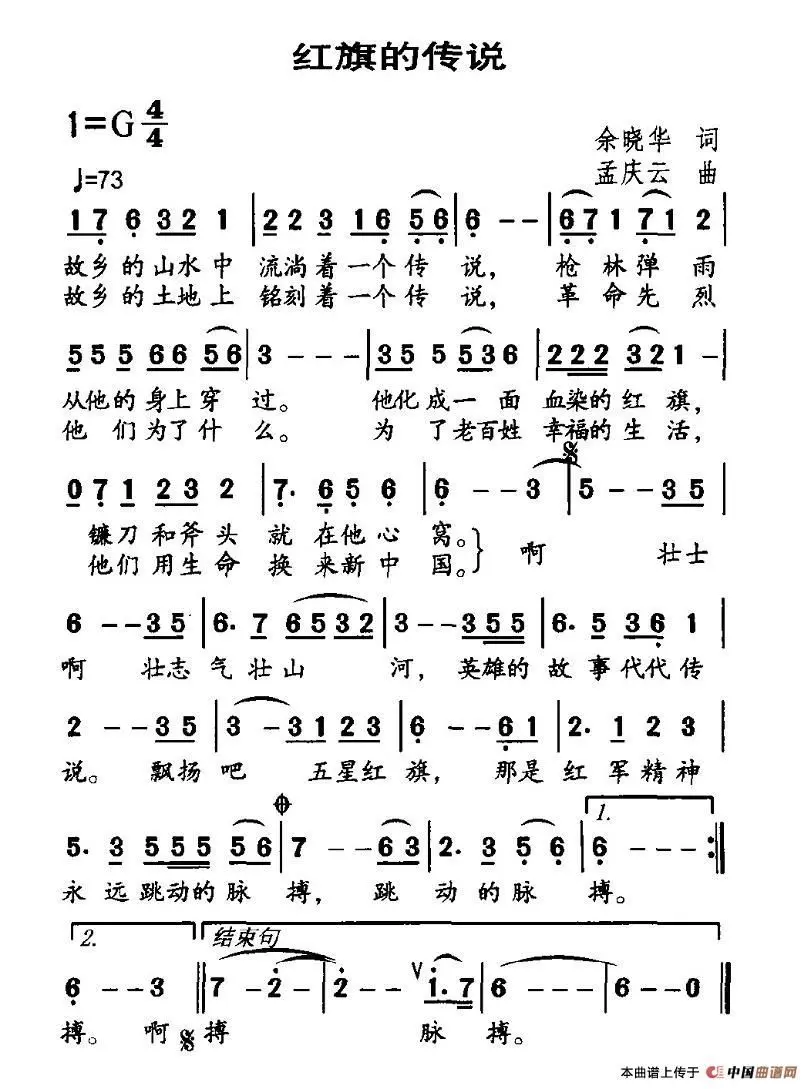 红旗的传说
1=G 4/4
余晓华 词
♩=73
孟庆云 曲
1 7 6 3 2 1 | 2 2 3 1 6 5 6 | 6 - - | 6 7 1 7 1 2
故乡的山水中 流淌着一个传 说， 枪林弹雨
故乡的土地上 铭刻着一个传 说， 革命先烈
5 5 5 6 6 5 6 | 3 - - - | 3 5 5 5 3 6 | 2 2 2 3 2 1 -
从他的身上穿 过。 他化成一面 血染的红旗，
他们为了什么。 为了老百姓 幸福的生活，
0 7 1 2 3 2 | 7. 6 5 6 | 6 - - 3 | 5 - - 3 5
镰刀和斧头 就在他心 窝。 啊 壮士
他们用生命 换来新中国。
6 - - 3 5 | 6. 7 6 5 3 2 | 3 - - 3 5 5 | 6. 5 3 6 1
啊 壮志 气壮山 河， 英雄的 故事代代传
2 - - 3 5 | 3 - 3 1 2 3 | 6 - - 6 1 | 2. 1 2 3
说。 飘扬吧 五星红 旗， 那是红军精神
1.
5. 3 5 5 5 5 6 | 7 - - 6 3 | 2. 3 5 6 | 6 - - :|
永远跳动的脉 搏， 跳动的脉 搏。
2. 结束句
6 - - 3 || 7 - 2 - | 2 - - V 1. 7 | 6 - - - | 6 - - 0 ||
搏。 啊 搏 脉 搏。
本曲谱上传于 中国曲谱网